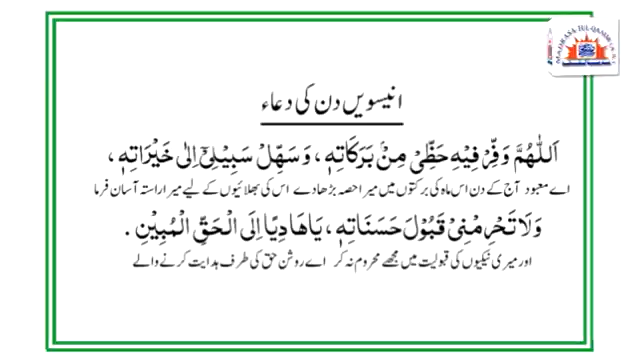 انیسویں دن کی دعاء
اَللّٰهُمَّ وَفِّرْ فِيْهِ حَظِّيْ مِنْ بَرَكَاتِهٖ، وَسَهِّلْ سَبِيْلِيْٓ اِلٰى خَيْرَاتِهٖ،
اے معبود آج کے دن اس ماہ کی برکتوں میں میرا حصہ بڑھا دے اس کی بھلائیوں کے لیے میرا راستہ آسان فرما
وَلَا تَحْرِمْنِيْ قَبُوْلَ حَسَنَاتِهٖ، يَا هَادِيًا اِلَى الْحَقِّ الْمُبِيْنِ.
اور میری نیکیوں کی قبولیت میں مجھے محروم نہ کر اے روشن حق کی طرف ہدایت کرنے والے